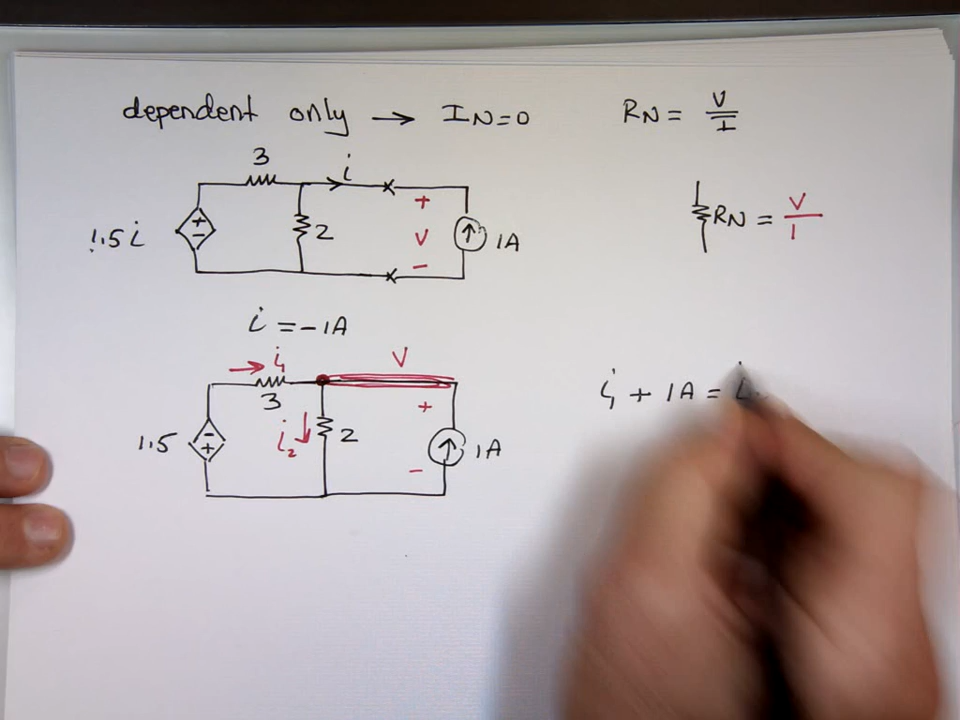 dependent only → IN=0
RN = V/I
3
i
+
1.5 i
+
-
2
V
1A
-
RN = V/1
i = -1A
i1
V
3
+
1.5
-
+
i2
2
1A
-
i1 + 1A = i